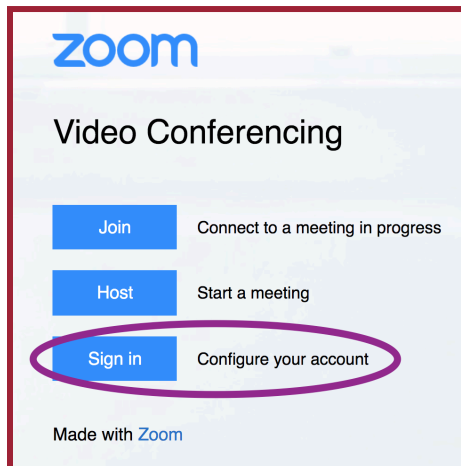 zoom
Video Conferencing
Join Connect to a meeting in progress
Host Start a meeting
Sign in Configure your account
Made with Zoom